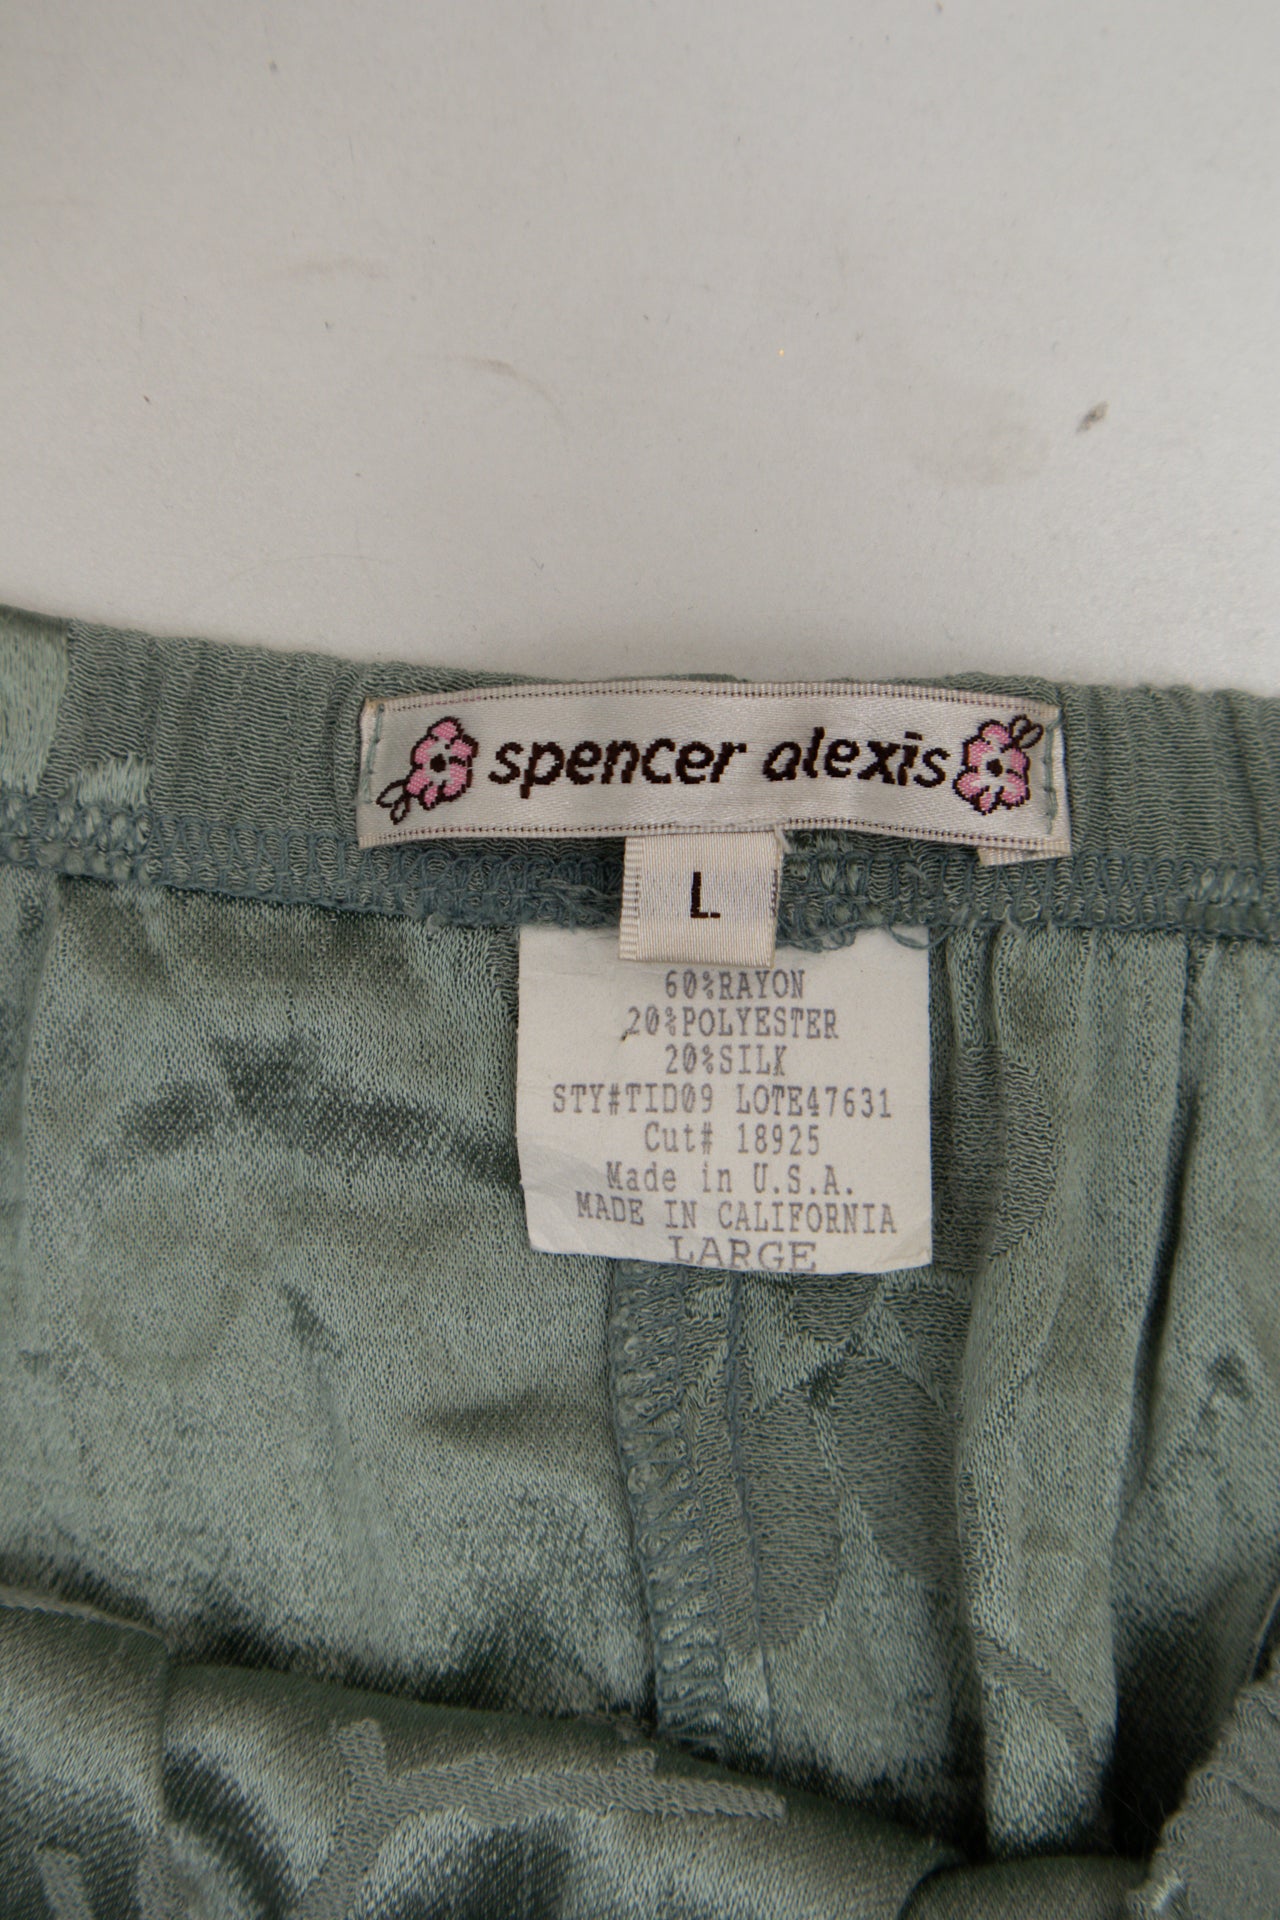 spencer alexis
L
60%RAYON
20%POLYESTER
20%SILK
STY#TID09 LOTE47631
Cut# 18925
Made in U.S.A.
MADE IN CALIFORNIA
LARGE